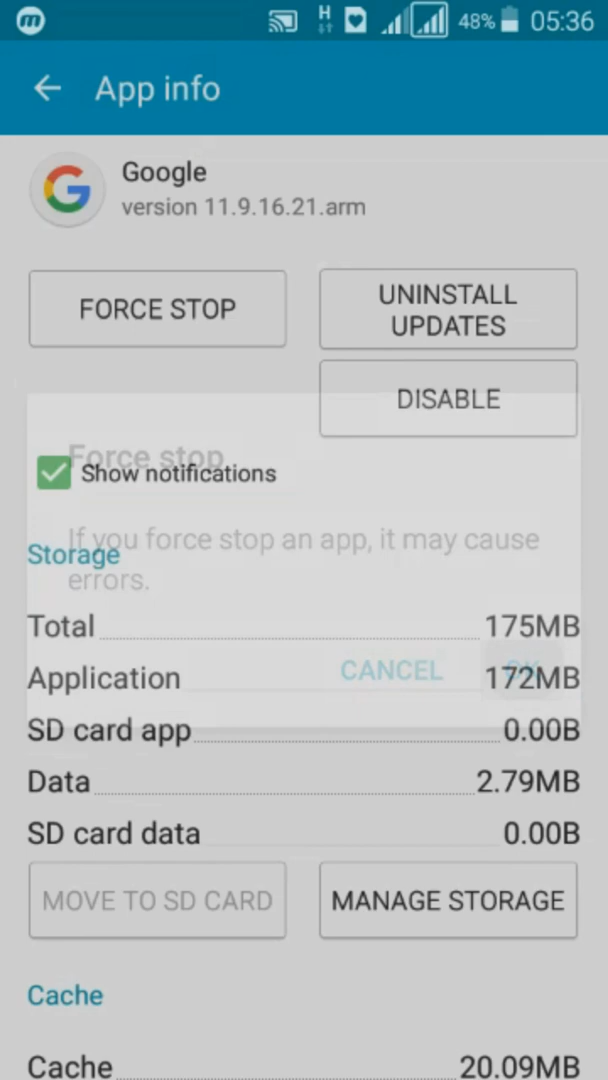 m H 48% 05:36
App info
G Google
version 11.9.16.21.arm
FORCE STOP
UNINSTALL
UPDATES
DISABLE
Force stop
Show notifications
If you force stop an app, it may cause
errors.
Storage
Total 175MB
CANCEL OK
Application 172MB
SD card app 0.00B
Data 2.79MB
SD card data 0.00B
MOVE TO SD CARD MANAGE STORAGE
Cache
Cache 20.09MB